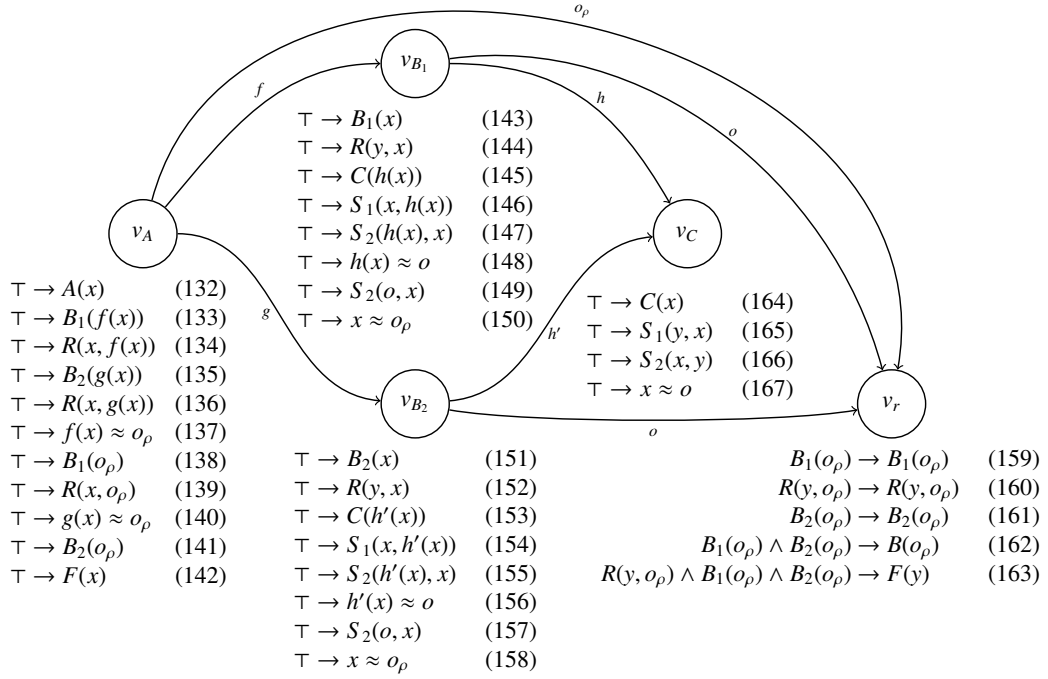 o_ρ
v_{B_1}
f
h
⊤ → B_1(x) (143)
⊤ → R(y, x) (144)
⊤ → C(h(x)) (145)
⊤ → S_1(x, h(x)) (146)
⊤ → S_2(h(x), x) (147)
⊤ → h(x) ≈ o (148)
⊤ → S_2(o, x) (149)
⊤ → x ≈ o_ρ (150)
o
v_A
v_C
⊤ → A(x) (132)
⊤ → B_1(f(x)) (133)
⊤ → R(x, f(x)) (134)
⊤ → B_2(g(x)) (135)
⊤ → R(x, g(x)) (136)
⊤ → f(x) ≈ o_ρ (137)
⊤ → B_1(o_ρ) (138)
⊤ → R(x, o_ρ) (139)
⊤ → g(x) ≈ o_ρ (140)
⊤ → B_2(o_ρ) (141)
⊤ → F(x) (142)
g
h′
⊤ → C(x) (164)
⊤ → S_1(y, x) (165)
⊤ → S_2(x, y) (166)
⊤ → x ≈ o (167)
v_{B_2}
o
v_r
⊤ → B_2(x) (151)
⊤ → R(y, x) (152)
⊤ → C(h′(x)) (153)
⊤ → S_1(x, h′(x)) (154)
⊤ → S_2(h′(x), x) (155)
⊤ → h′(x) ≈ o (156)
⊤ → S_2(o, x) (157)
⊤ → x ≈ o_ρ (158)
B_1(o_ρ) → B_1(o_ρ) (159)
R(y, o_ρ) → R(y, o_ρ) (160)
B_2(o_ρ) → B_2(o_ρ) (161)
B_1(o_ρ) ∧ B_2(o_ρ) → B(o_ρ) (162)
R(y, o_ρ) ∧ B_1(o_ρ) ∧ B_2(o_ρ) → F(y) (163)